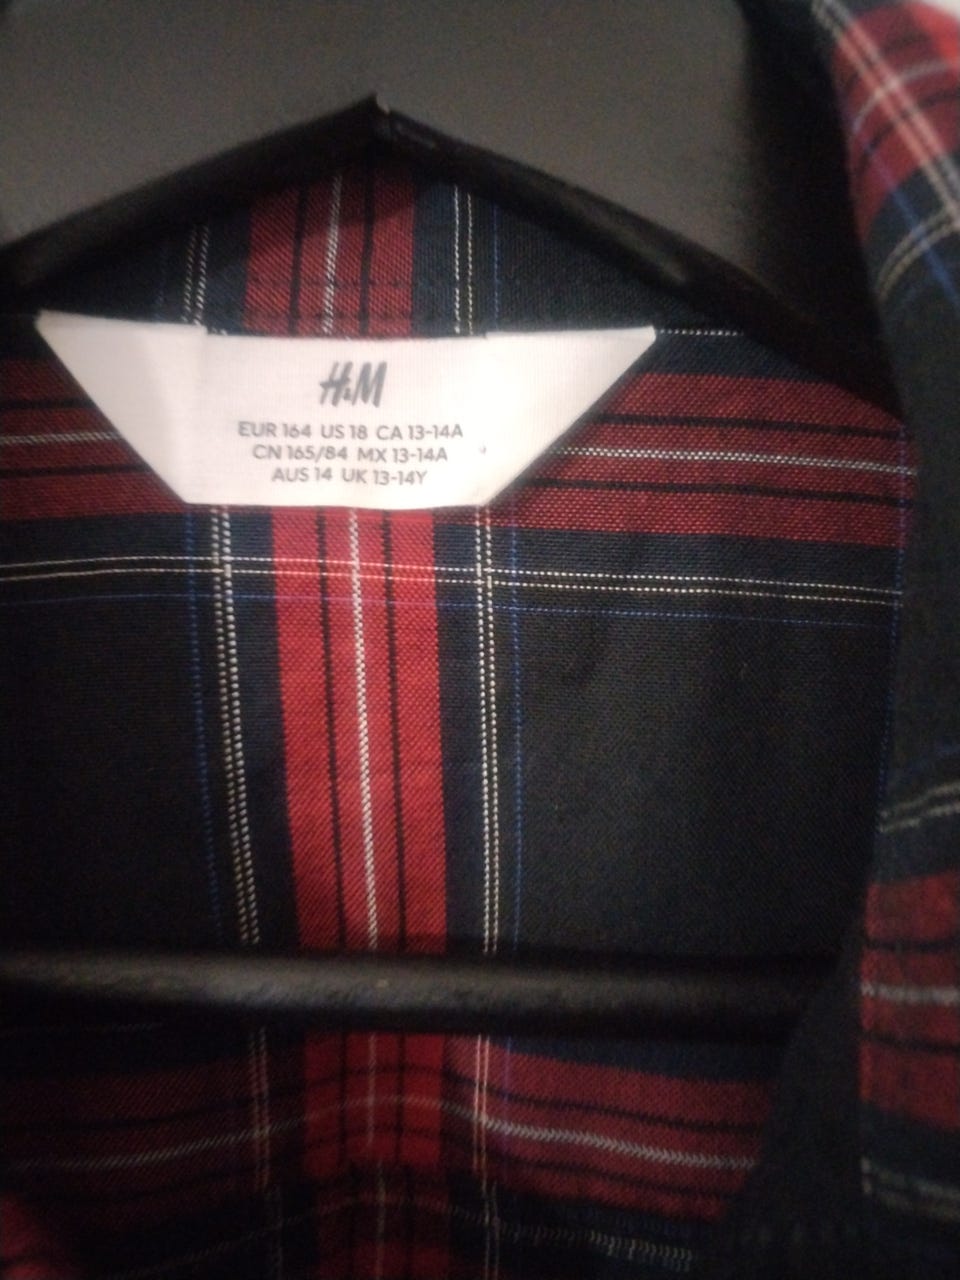 H&M
EUR 164 US 18 CA 13-14A
CN 165/84 MX 13-14A
AUS 14 UK 13-14Y